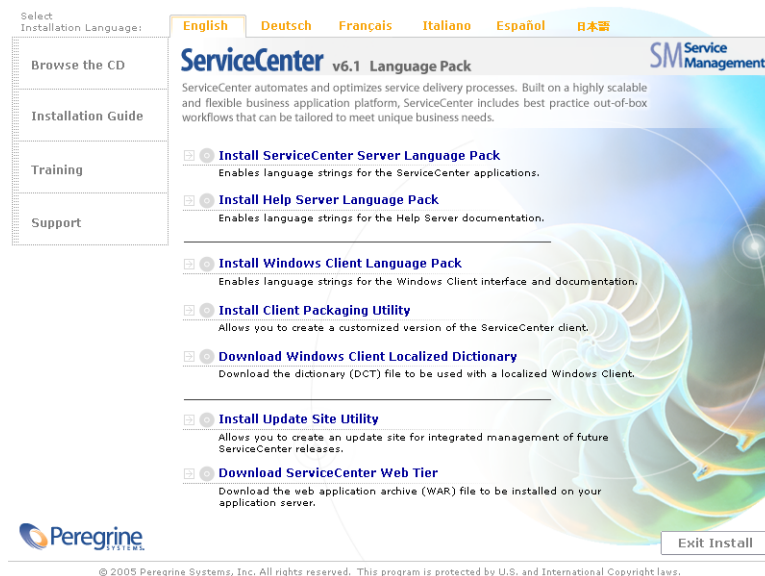 Select
Installation Language:
English Deutsch Français Italiano Español 日本語
Browse the CD
Installation Guide
Training
Support
ServiceCenter v6.1 Language Pack
SM Service Management
ServiceCenter automates and optimizes service delivery processes. Built on a highly scalable
and flexible business application platform, ServiceCenter includes best practice out-of-box
workflows that can be tailored to meet unique business needs.
Install ServiceCenter Server Language Pack
Enables language strings for the ServiceCenter applications.
Install Help Server Language Pack
Enables language strings for the Help Server documentation.
Install Windows Client Language Pack
Enables language strings for the Windows Client interface and documentation.
Install Client Packaging Utility
Allows you to create a customized version of the ServiceCenter client.
Download Windows Client Localized Dictionary
Download the dictionary (DCT) file to be used with a localized Windows Client.
Install Update Site Utility
Allows you to create an update site for integrated management of future
ServiceCenter releases.
Download ServiceCenter Web Tier
Download the web application archive (WAR) file to be installed on your
application server.
Peregrine
SYSTEMS
Exit Install
© 2005 Peregrine Systems, Inc. All rights reserved. This program is protected by U.S. and International Copyright laws.